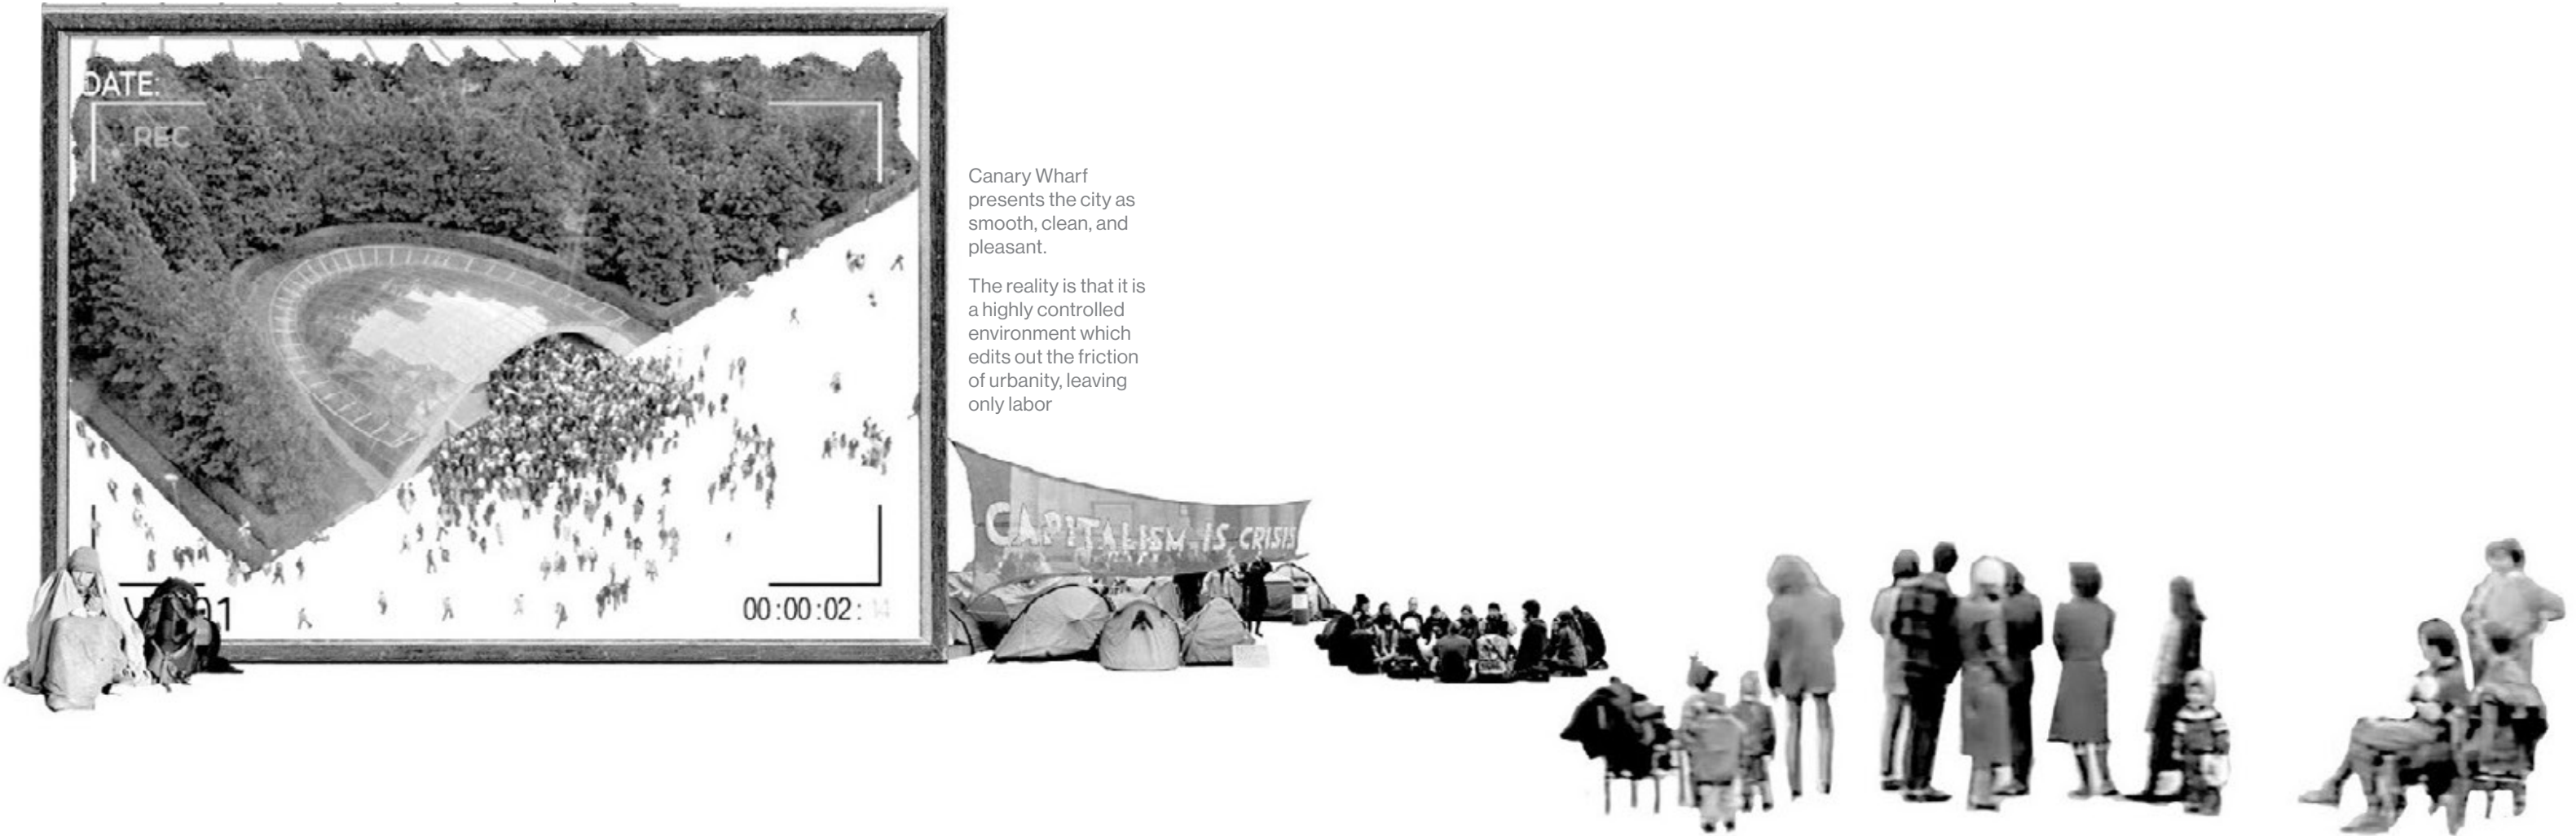 DATE:
REC
Canary Wharf
presents the city as
smooth, clean, and
pleasant.
The reality is that it is
a highly controlled
environment which
edits out the friction
of urbanity, leaving
only labor
CAPITALISM IS CRISIS
00:00:02:14